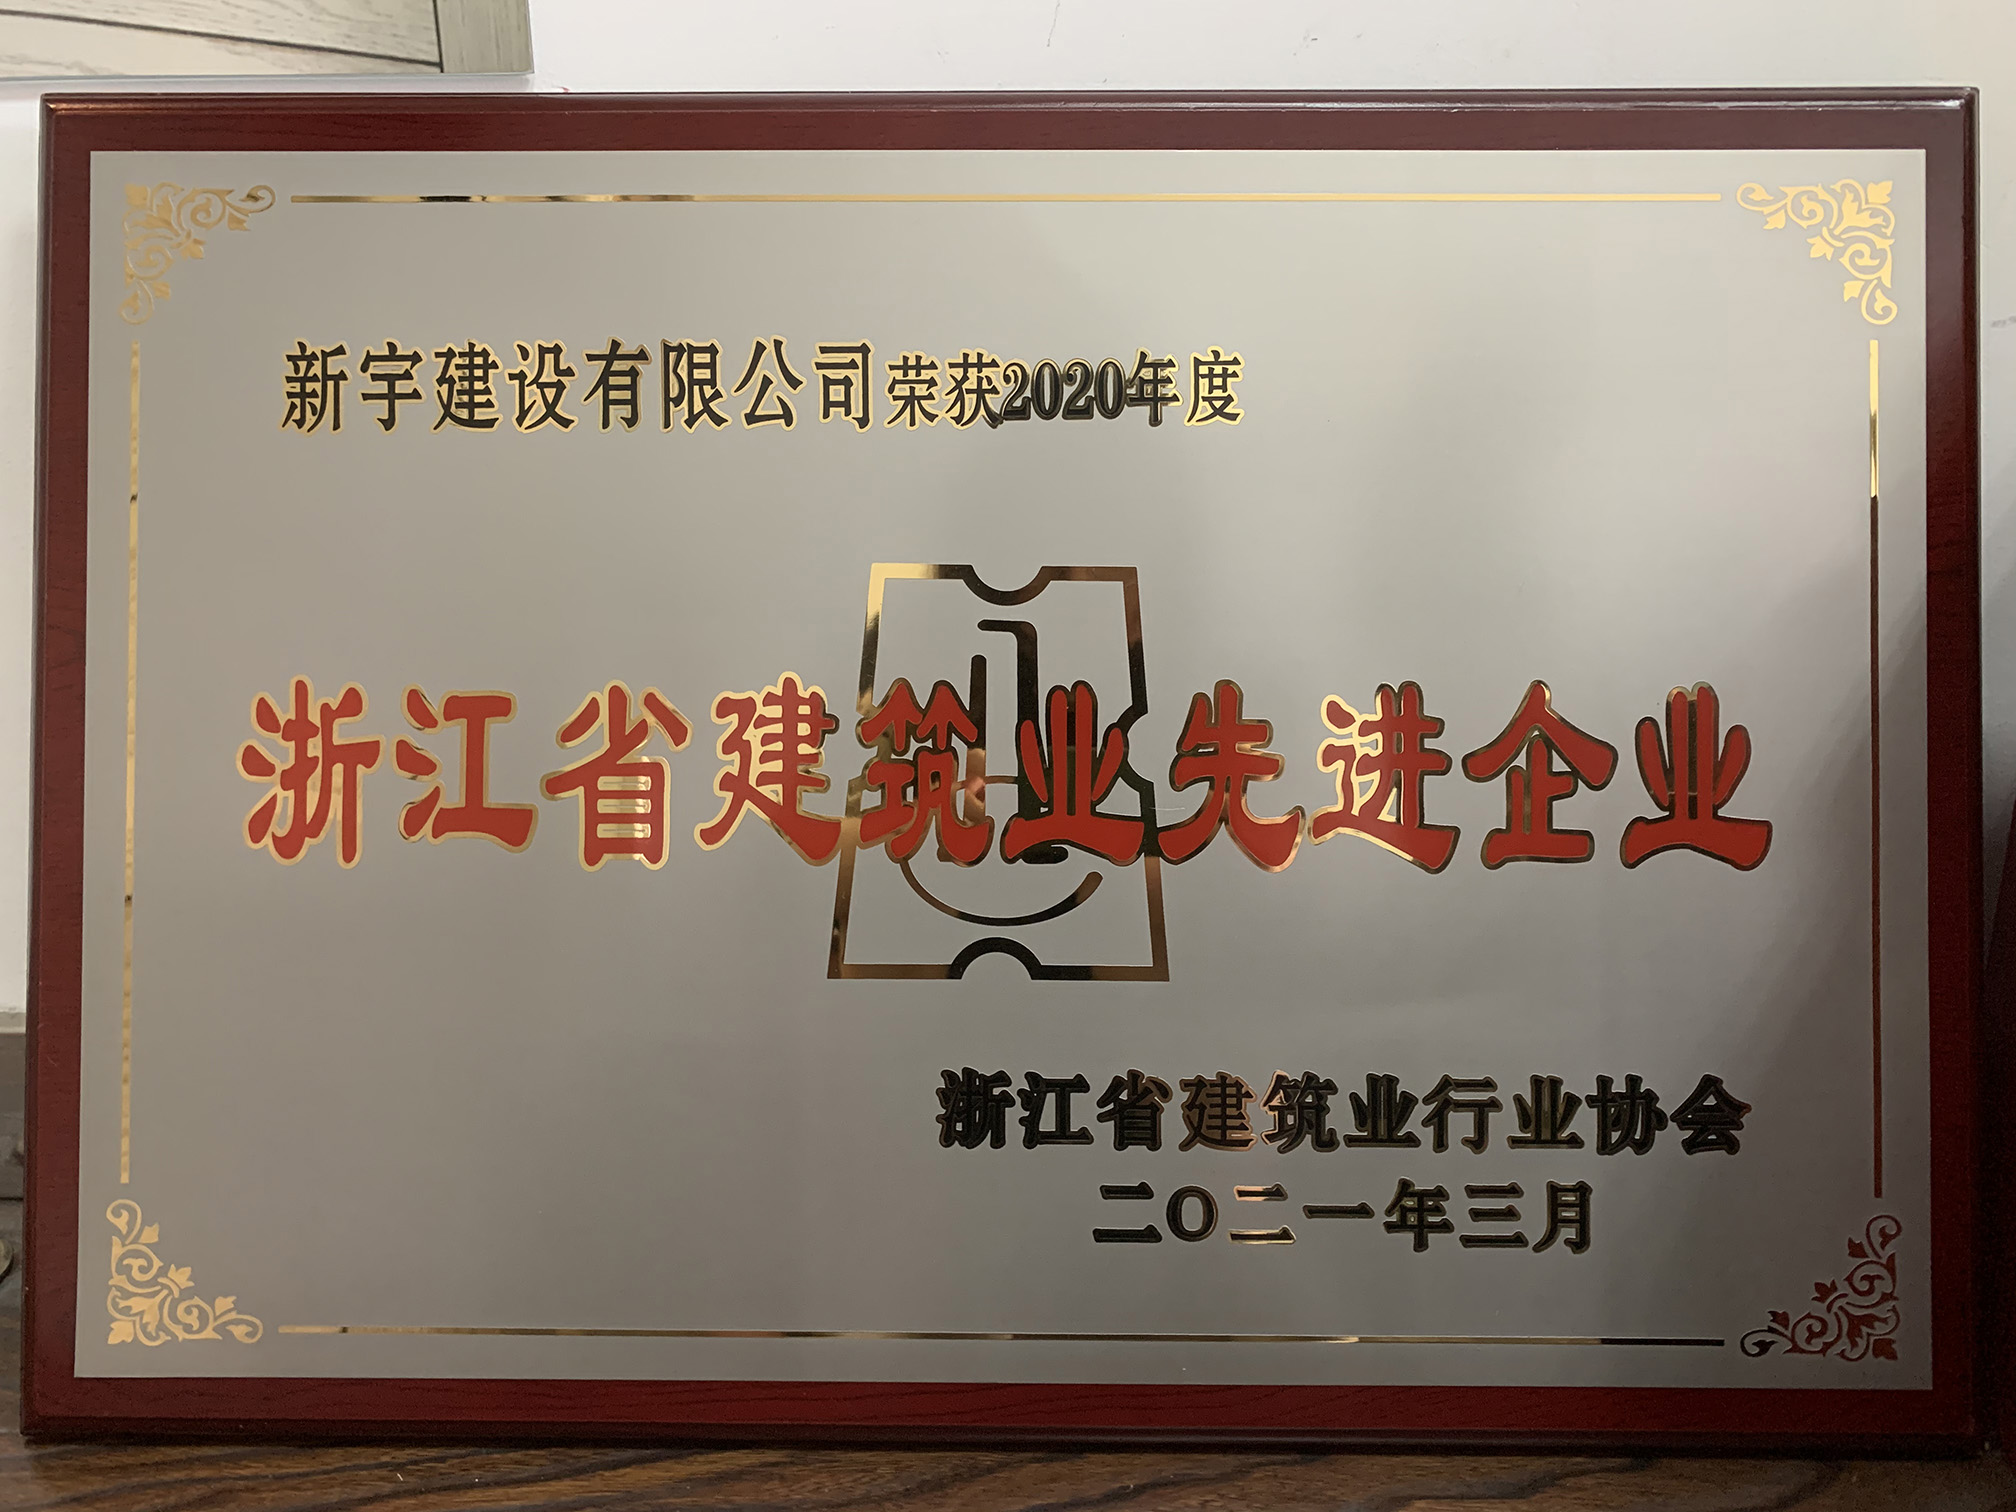 新宇建设有限公司荣获2020年度
浙江省建筑业先进企业
浙江省建筑业行业协会
二〇二一年三月